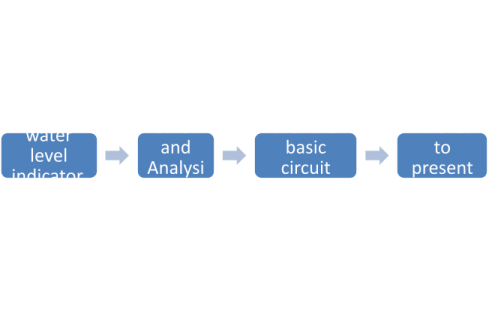 water
level
indicator
and
Analysi
basic
circuit
to
present